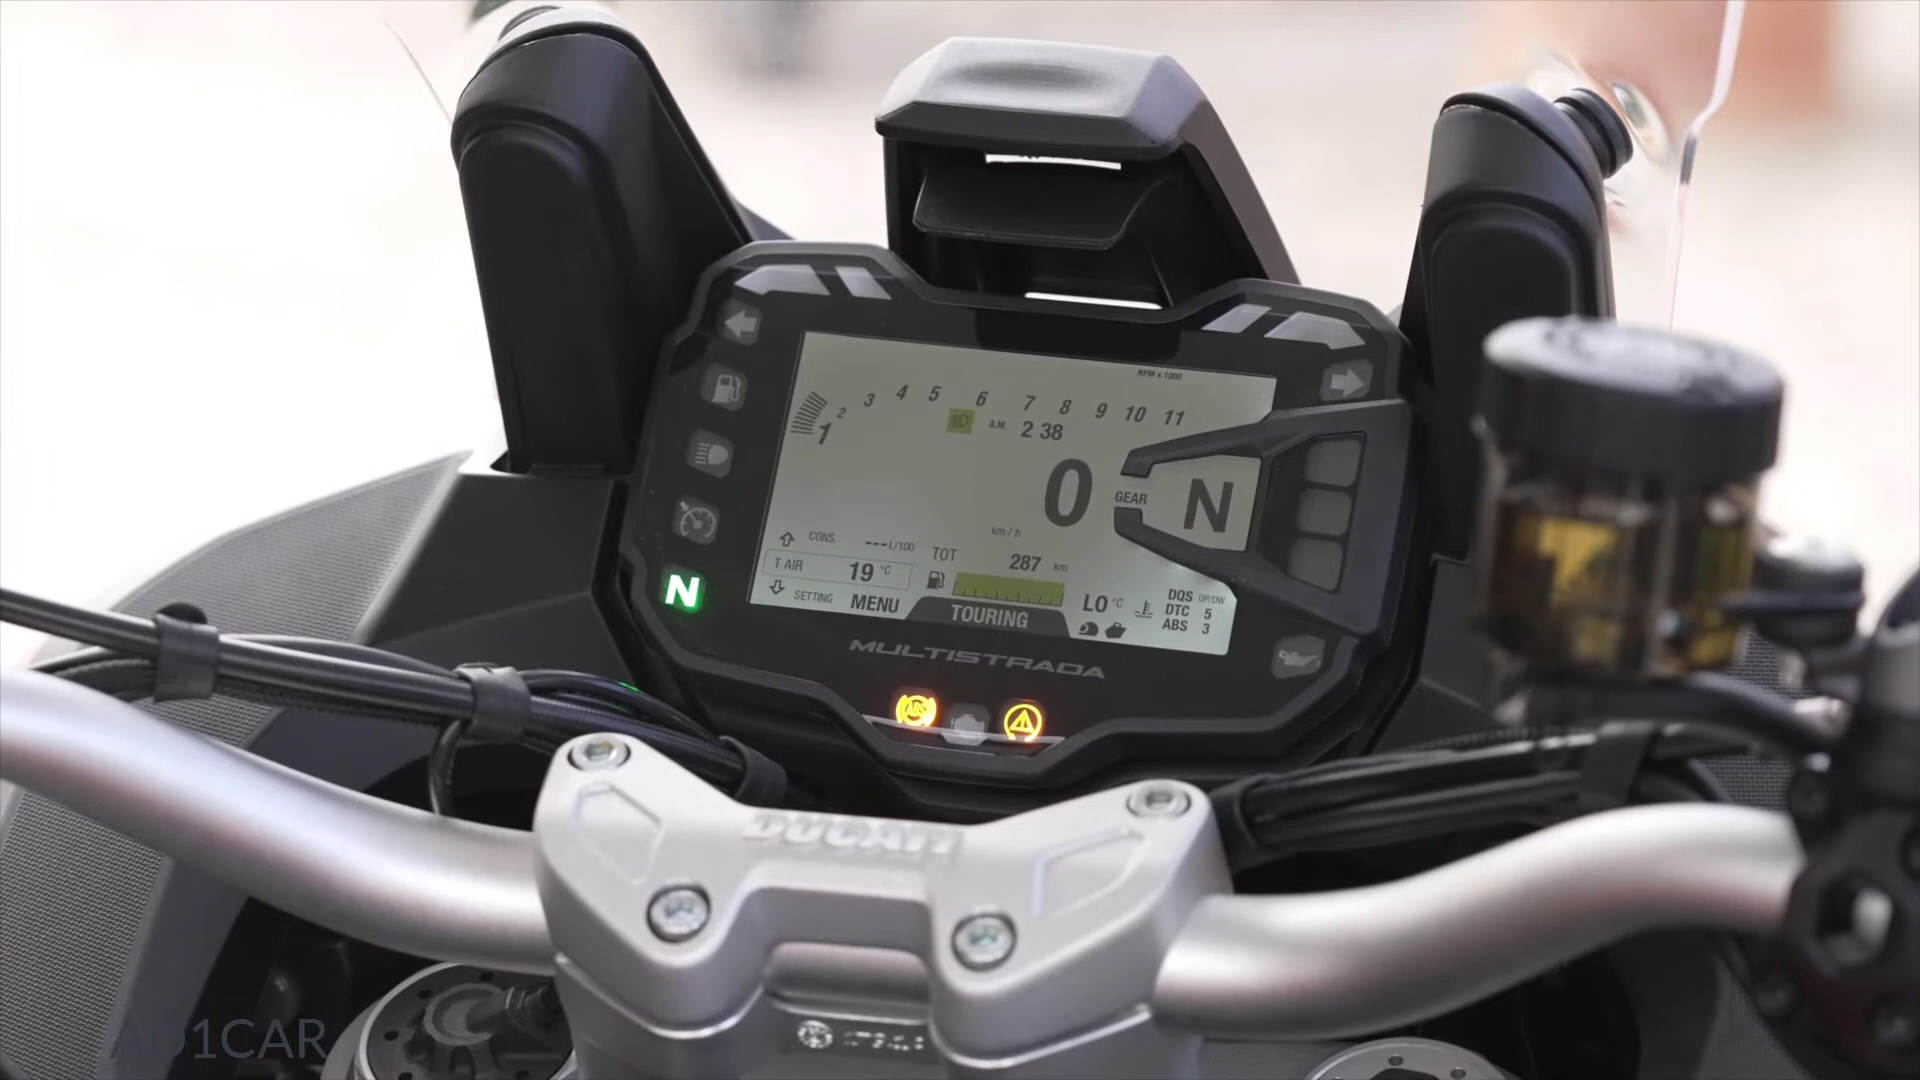 RPM x 1000
1 2 3 4 5 6 7 8 9 10 11
A.M. 2 38
0
km / h
GEAR
N
CONS. --- L/100
T AIR 19 °C
SETTING MENU
TOT 287 km
TOURING
LO °C
DQS UP/DW
DTC 5
ABS 3
N
MULTISTRADA
ABS
DUCATI
AD1CAR